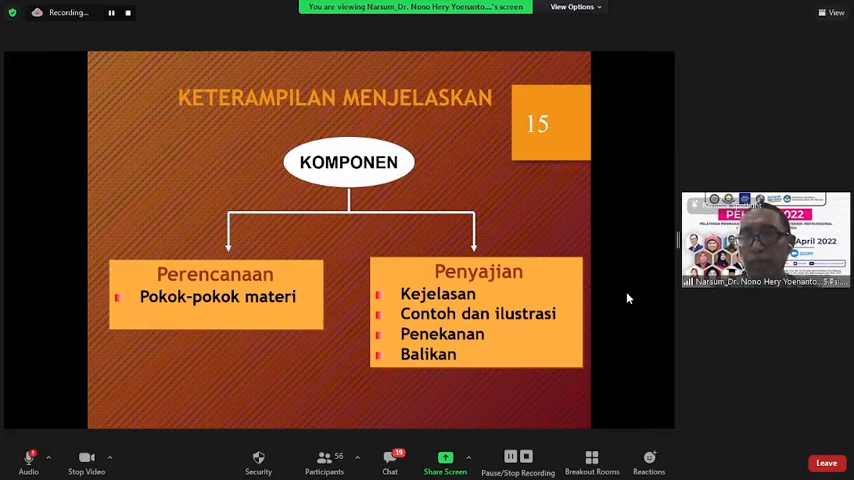 Recording...
You are viewing Narsum_Dr. Nono Hery Yoenanto....'s screen
View Options
View
KETERAMPILAN MENJELASKAN
15
KOMPONEN
Perencanaan
Pokok-pokok materi
Penyajian
Kejelasan
Contoh dan ilustrasi
Penekanan
Balikan
2022
April 2022
zoom
Narsum_Dr. Nono Hery Yoenanto, S.Psi....
Audio
Stop Video
Security
Participants
56
Chat
39
Share Screen
Pause/Stop Recording
Breakout Rooms
Reactions
Leave